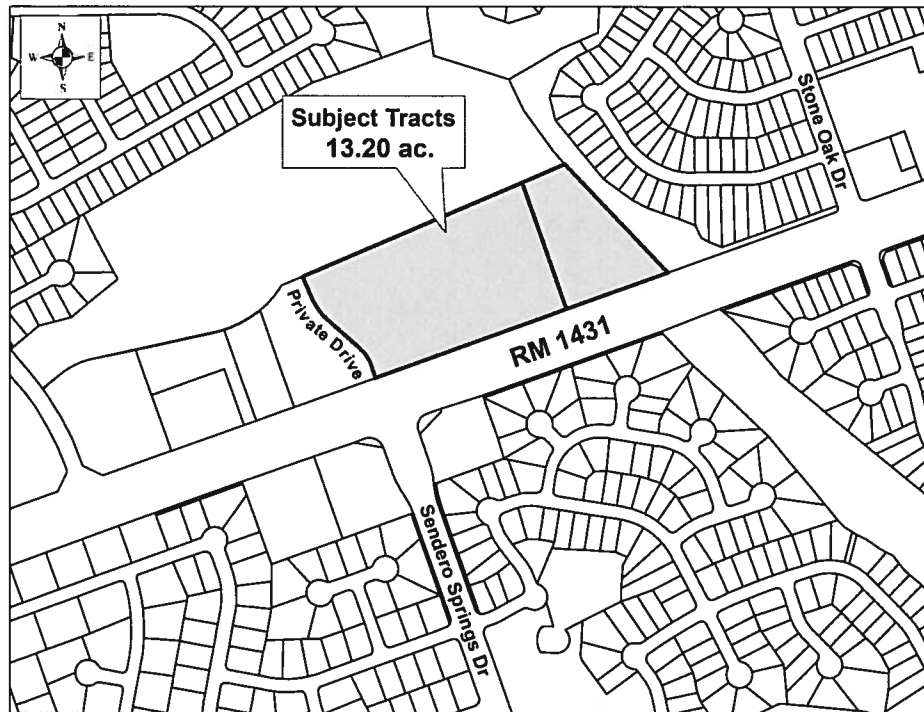 N
W E
S
Subject Tracts
13.20 ac.
Stone Oak Dr
Private Drive
RM 1431
Sendero Springs Dr